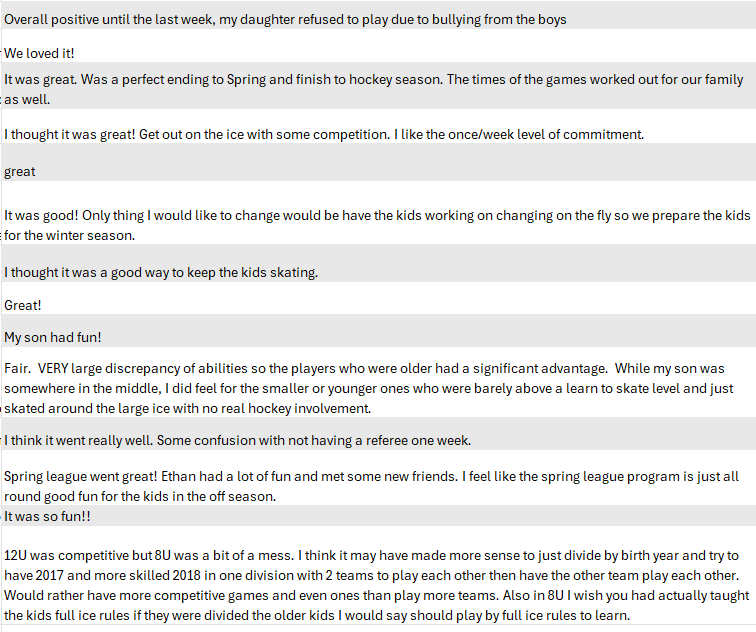 Overall positive until the last week, my daughter refused to play due to bullying from the boys
We loved it!
It was great. Was a perfect ending to Spring and finish to hockey season. The times of the games worked out for our family
as well.
I thought it was great! Get out on the ice with some competition. I like the once/week level of commitment.
great
It was good! Only thing I would like to change would be have the kids working on changing on the fly so we prepare the kids
for the winter season.
I thought it was a good way to keep the kids skating.
Great!
My son had fun!
Fair.  VERY large discrepancy of abilities so the players who were older had a significant advantage.  While my son was
somewhere in the middle, I did feel for the smaller or younger ones who were barely above a learn to skate level and just
skated around the large ice with no real hockey involvement.
I think it went really well. Some confusion with not having a referee one week.
Spring league went great! Ethan had a lot of fun and met some new friends. I feel like the spring league program is just all
round good fun for the kids in the off season.
It was so fun!!
12U was competitive but 8U was a bit of a mess. I think it may have made more sense to just divide by birth year and try to
have 2017 and more skilled 2018 in one division with 2 teams to play each other then have the other team play each other.
Would rather have more competitive games and even ones than play more teams. Also in 8U I wish you had actually taught
the kids full ice rules if they were divided the older kids I would say should play by full ice rules to learn.